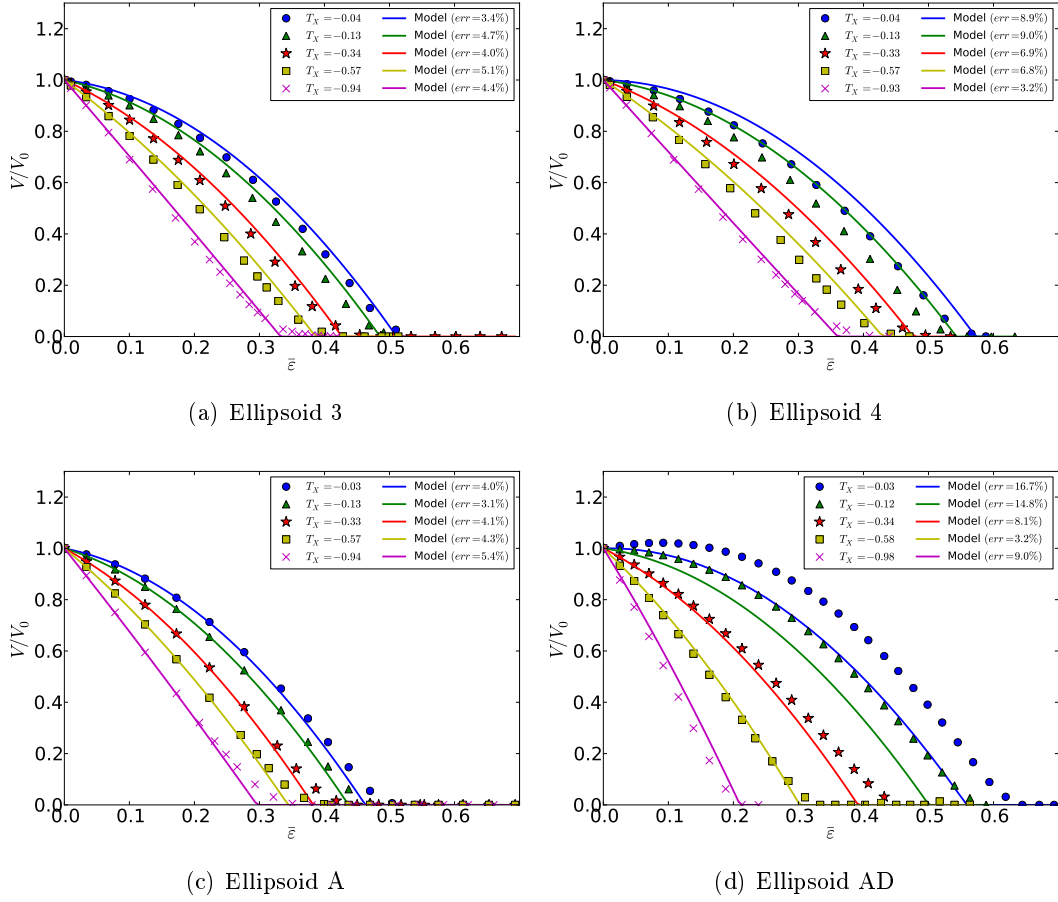 T_X = −0.04 Model (err=3.4%)
T_X = −0.13 Model (err=4.7%)
T_X = −0.34 Model (err=4.0%)
T_X = −0.57 Model (err=5.1%)
T_X = −0.94 Model (err=4.4%)
1.2
1.0
0.8
0.6
0.4
0.2
0.0
V/V_0
0.0 0.1 0.2 0.3 0.4 0.5 0.6
ε̄
(a) Ellipsoid 3
T_X = −0.04 Model (err=8.9%)
T_X = −0.13 Model (err=9.0%)
T_X = −0.33 Model (err=6.9%)
T_X = −0.57 Model (err=6.8%)
T_X = −0.93 Model (err=3.2%)
1.2
1.0
0.8
0.6
0.4
0.2
0.0
V/V_0
0.0 0.1 0.2 0.3 0.4 0.5 0.6
ε̄
(b) Ellipsoid 4
T_X = −0.03 Model (err=4.0%)
T_X = −0.13 Model (err=3.1%)
T_X = −0.33 Model (err=4.1%)
T_X = −0.57 Model (err=4.3%)
T_X = −0.94 Model (err=5.4%)
1.2
1.0
0.8
0.6
0.4
0.2
0.0
V/V_0
0.0 0.1 0.2 0.3 0.4 0.5 0.6
ε̄
(c) Ellipsoid A
T_X = −0.03 Model (err=16.7%)
T_X = −0.12 Model (err=14.8%)
T_X = −0.34 Model (err=8.1%)
T_X = −0.58 Model (err=3.2%)
T_X = −0.98 Model (err=9.0%)
1.2
1.0
0.8
0.6
0.4
0.2
0.0
V/V_0
0.0 0.1 0.2 0.3 0.4 0.5 0.6
ε̄
(d) Ellipsoid AD